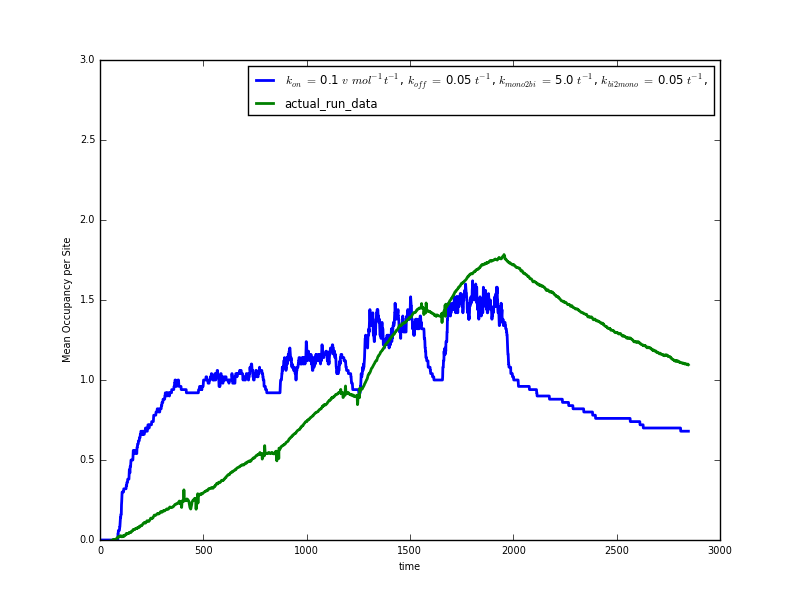 3.0
k_on = 0.1 v mol^-1 t^-1, k_off = 0.05 t^-1, k_mono2bi = 5.0 t^-1, k_bi2mono = 0.05 t^-1,
actual_run_data
2.5
2.0
Mean Occupancy per Site
1.5
1.0
0.5
0.0
0 500 1000 1500 2000 2500 3000
time